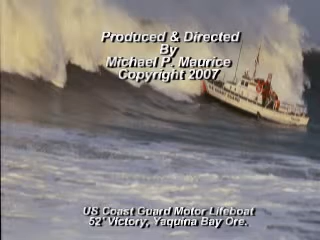 Produced & Directed
By
Michael P. Maurice
Copyright 2007
US Coast Guard Motor Lifeboat
52' Victory, Yaquina Bay Ore.